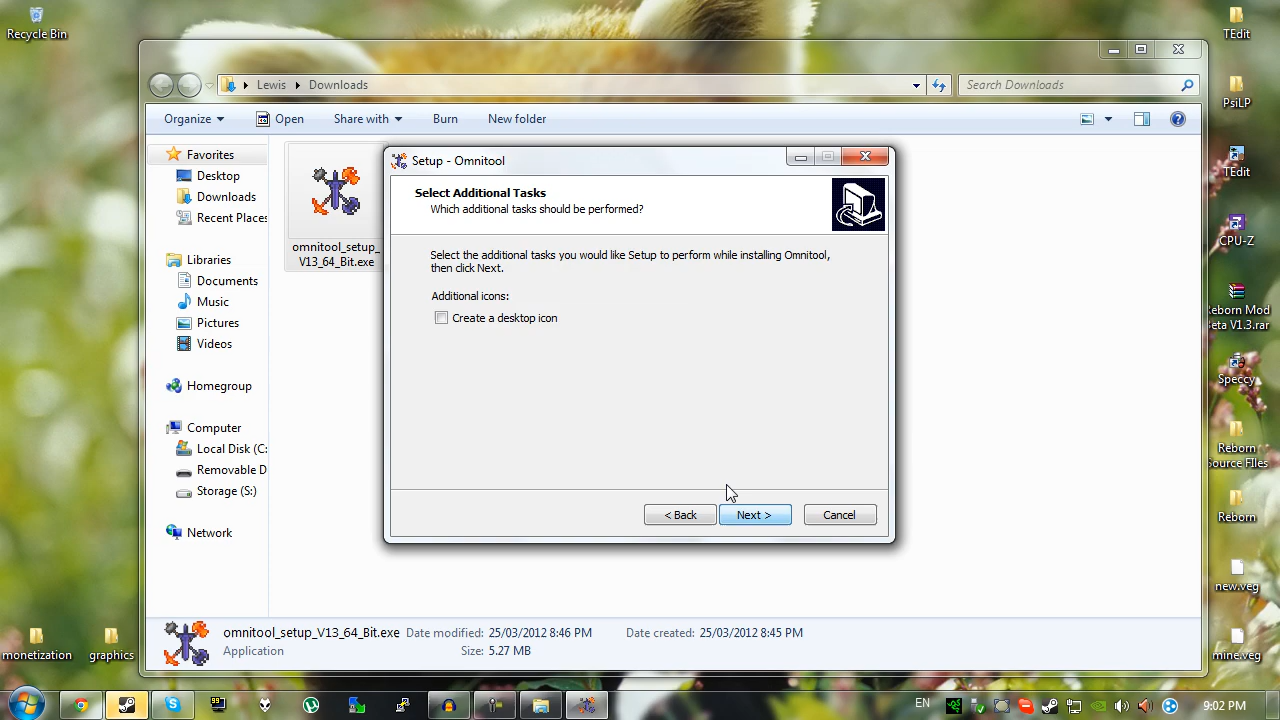 Recycle Bin
TEdit
Lewis
Downloads
Search Downloads
PsiLP
Organize
Open
Share with
Burn
New folder
Favorites
Desktop
Downloads
Recent Places
Libraries
Documents
Music
Pictures
Videos
Homegroup
Computer
Local Disk (C:
Removable D
Storage (S:)
Network
omnitool_setup_
V13_64_Bit.exe
Setup - Omnitool
Select Additional Tasks
Which additional tasks should be performed?
Select the additional tasks you would like Setup to perform while installing Omnitool,
then click Next.
Additional icons:
Create a desktop icon
< Back
Next >
Cancel
TEdit
CPU-Z
Reborn Mod
Beta V1.3.rar
Speccy
Reborn
Source FIles
Reborn
new.veg
mine.veg
omnitool_setup_V13_64_Bit.exe
Date modified: 25/03/2012 8:46 PM
Date created: 25/03/2012 8:45 PM
Application
Size: 5.27 MB
monetization
graphics
EN
9:02 PM